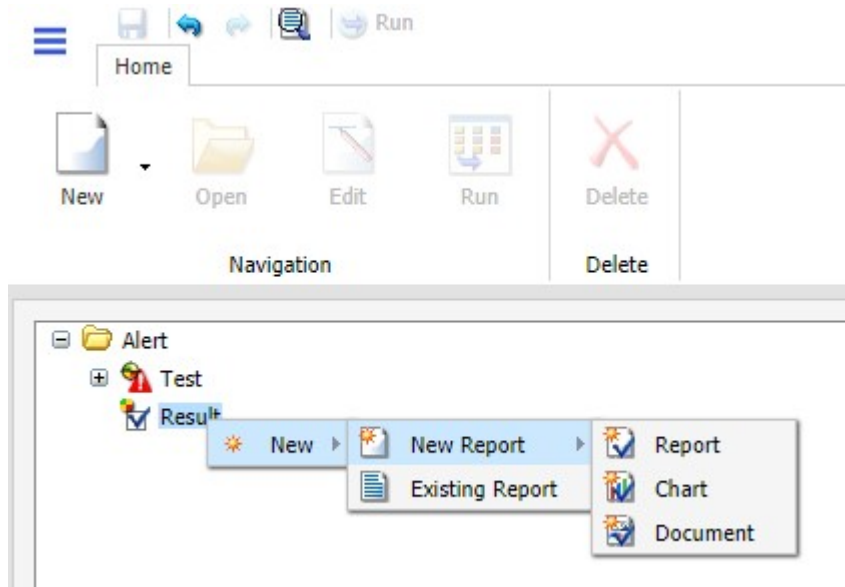 Run
Home
New Open Edit Run Delete
Navigation Delete
Alert
Test
Result
New New Report Report
Existing Report Chart
Document